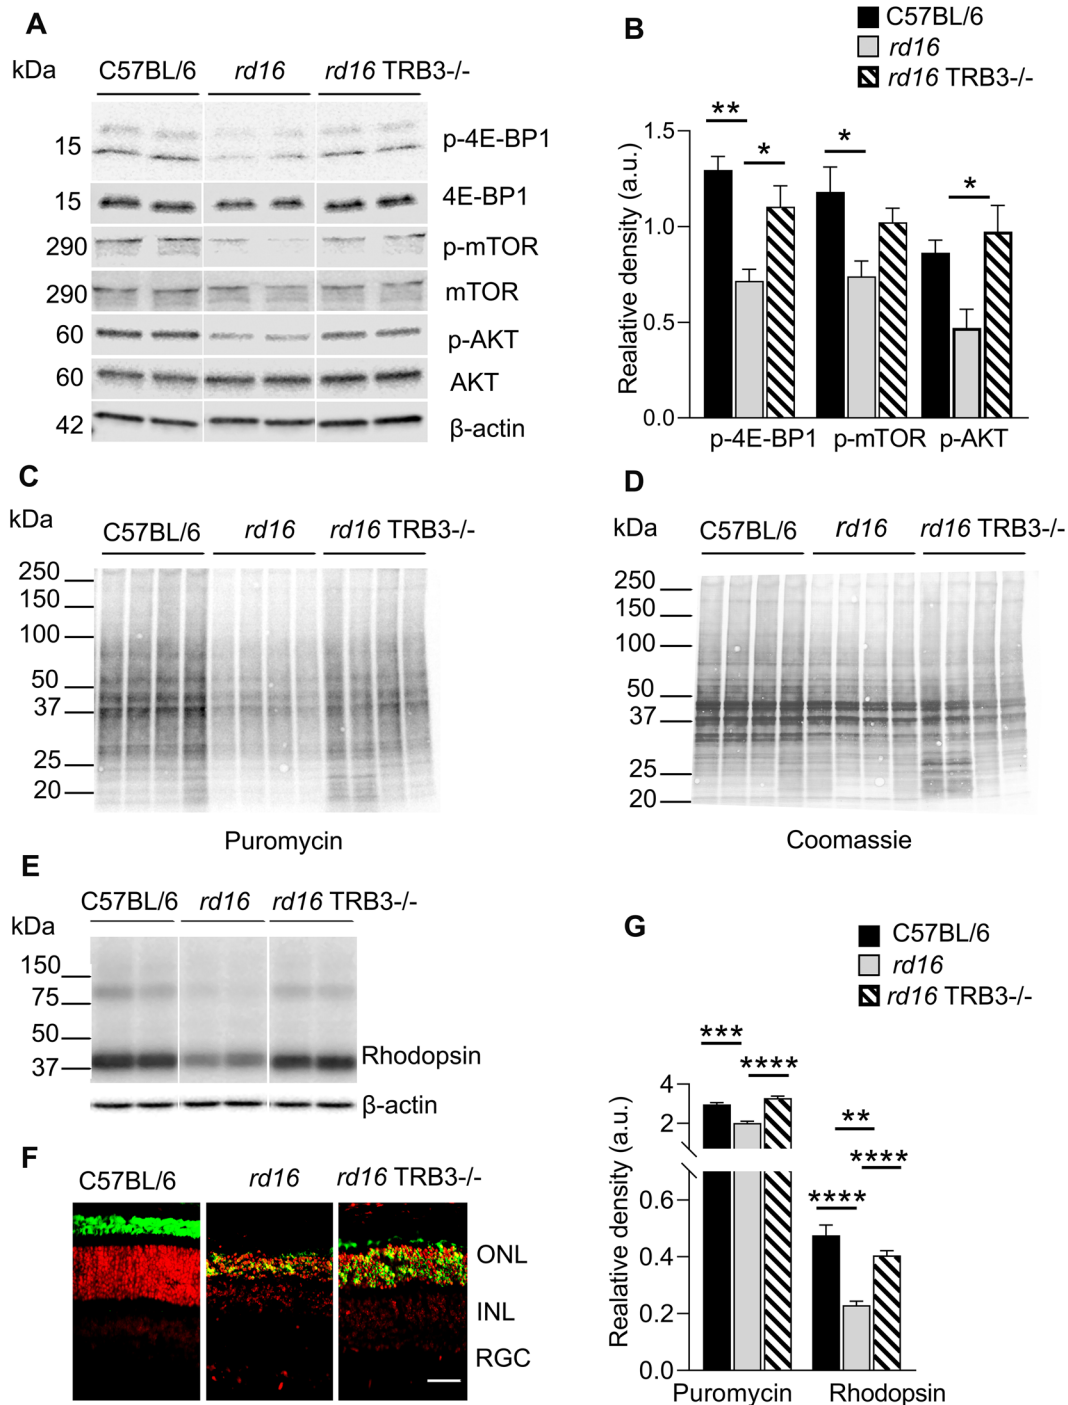 A
kDa
C57BL/6 rd16 rd16 TRB3-/-
15 p-4E-BP1
15 4E-BP1
290 p-mTOR
290 mTOR
60 p-AKT
60 AKT
42 β-actin
B
C57BL/6
rd16
rd16 TRB3-/-
Realative density (a.u.)
1.5
1.0
0.5
0.0
** * * *
p-4E-BP1 p-mTOR p-AKT
C
kDa
C57BL/6 rd16 rd16 TRB3-/-
250
150
100
50
37
25
20
Puromycin
D
kDa
C57BL/6 rd16 rd16 TRB3-/-
250
150
100
50
37
25
20
Coomassie
E
kDa
C57BL/6 rd16 rd16 TRB3-/-
150
75
50
37
Rhodopsin
β-actin
F
C57BL/6 rd16 rd16 TRB3-/-
ONL
INL
RGC
G
C57BL/6
rd16
rd16 TRB3-/-
Realative density (a.u.)
4
2
0.6
0.4
0.2
0.0
*** **** ** **** ****
Puromycin Rhodopsin